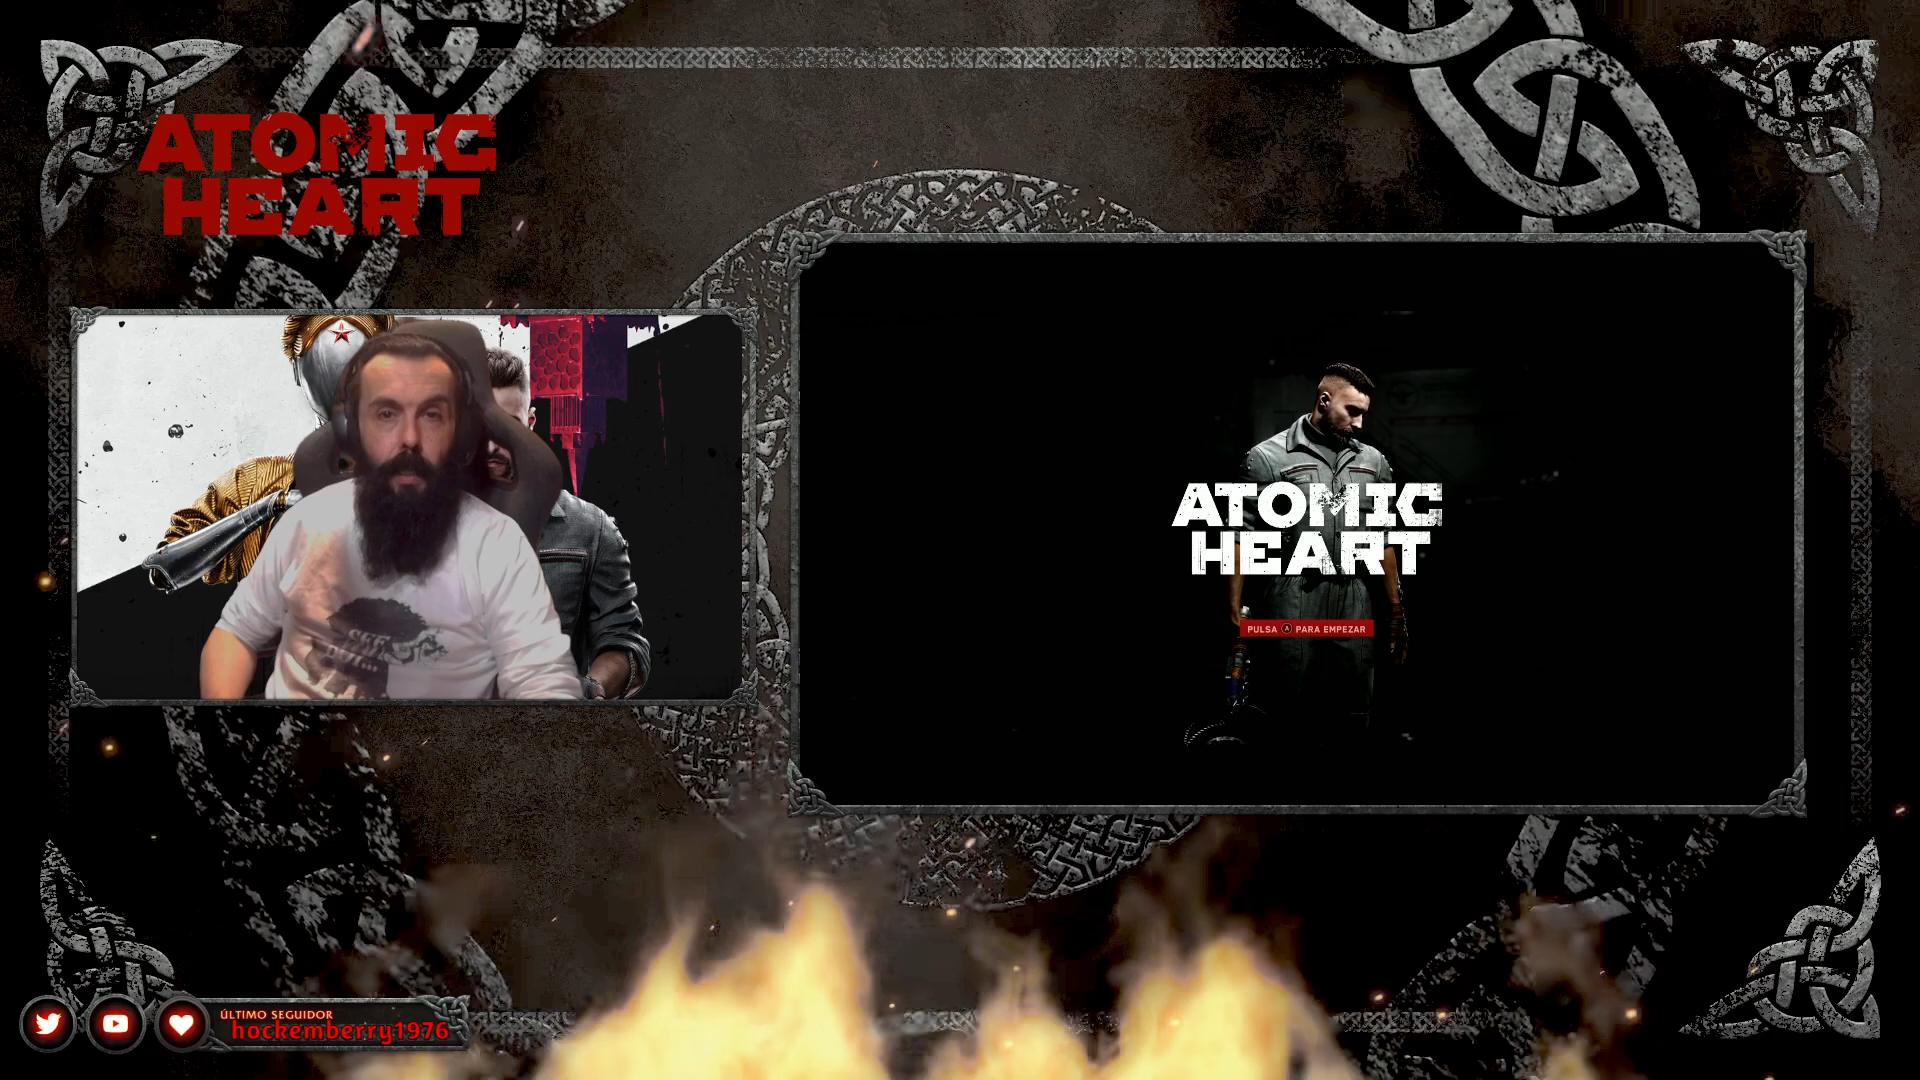 ATOMIC
HEART
ATOMIC
HEART
PULSA A PARA EMPEZAR
ÚLTIMO SEGUIDOR
hockemberry1976